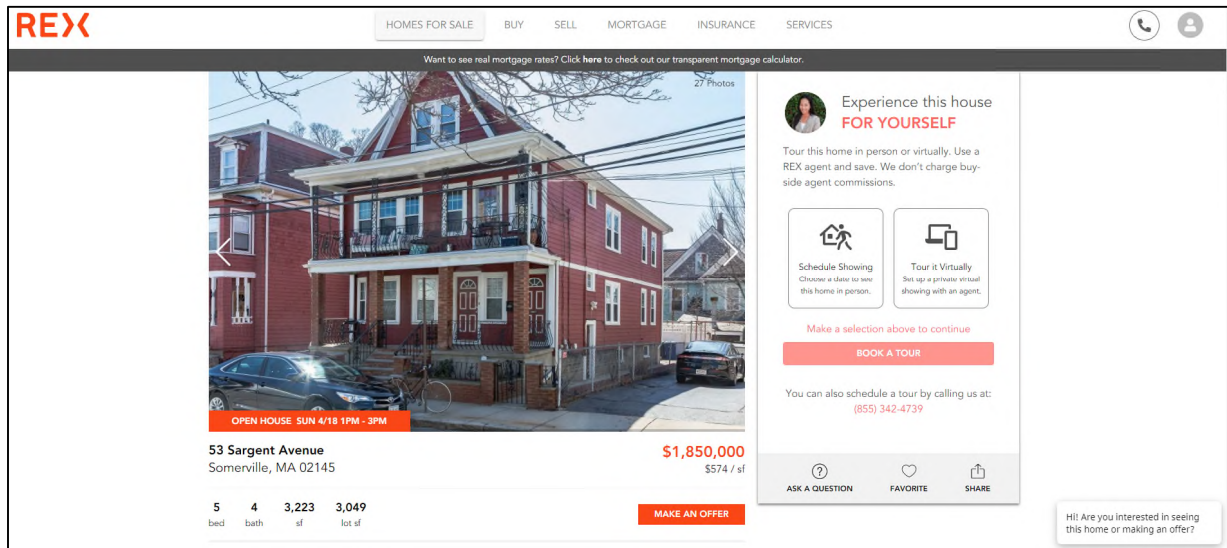 REX
HOMES FOR SALE BUY SELL MORTGAGE INSURANCE SERVICES
Want to see real mortgage rates? Click here to check out our transparent mortgage calculator.
27 Photos
OPEN HOUSE SUN 4/18 1PM - 3PM
53 Sargent Avenue
Somerville, MA 02145
$1,850,000
$574 / sf
5 4 3,223 3,049
bed bath sf lot sf
MAKE AN OFFER
Experience this house
FOR YOURSELF
Tour this home in person or virtually. Use a
REX agent and save. We don't charge buy-
side agent commissions.
Schedule Showing
Choose a date to see
this home in person.
Tour it Virtually
Set up a private virtual
showing with an agent.
Make a selection above to continue
BOOK A TOUR
You can also schedule a tour by calling us at:
(855) 342-4739
ASK A QUESTION FAVORITE SHARE
Hi! Are you interested in seeing
this home or making an offer?